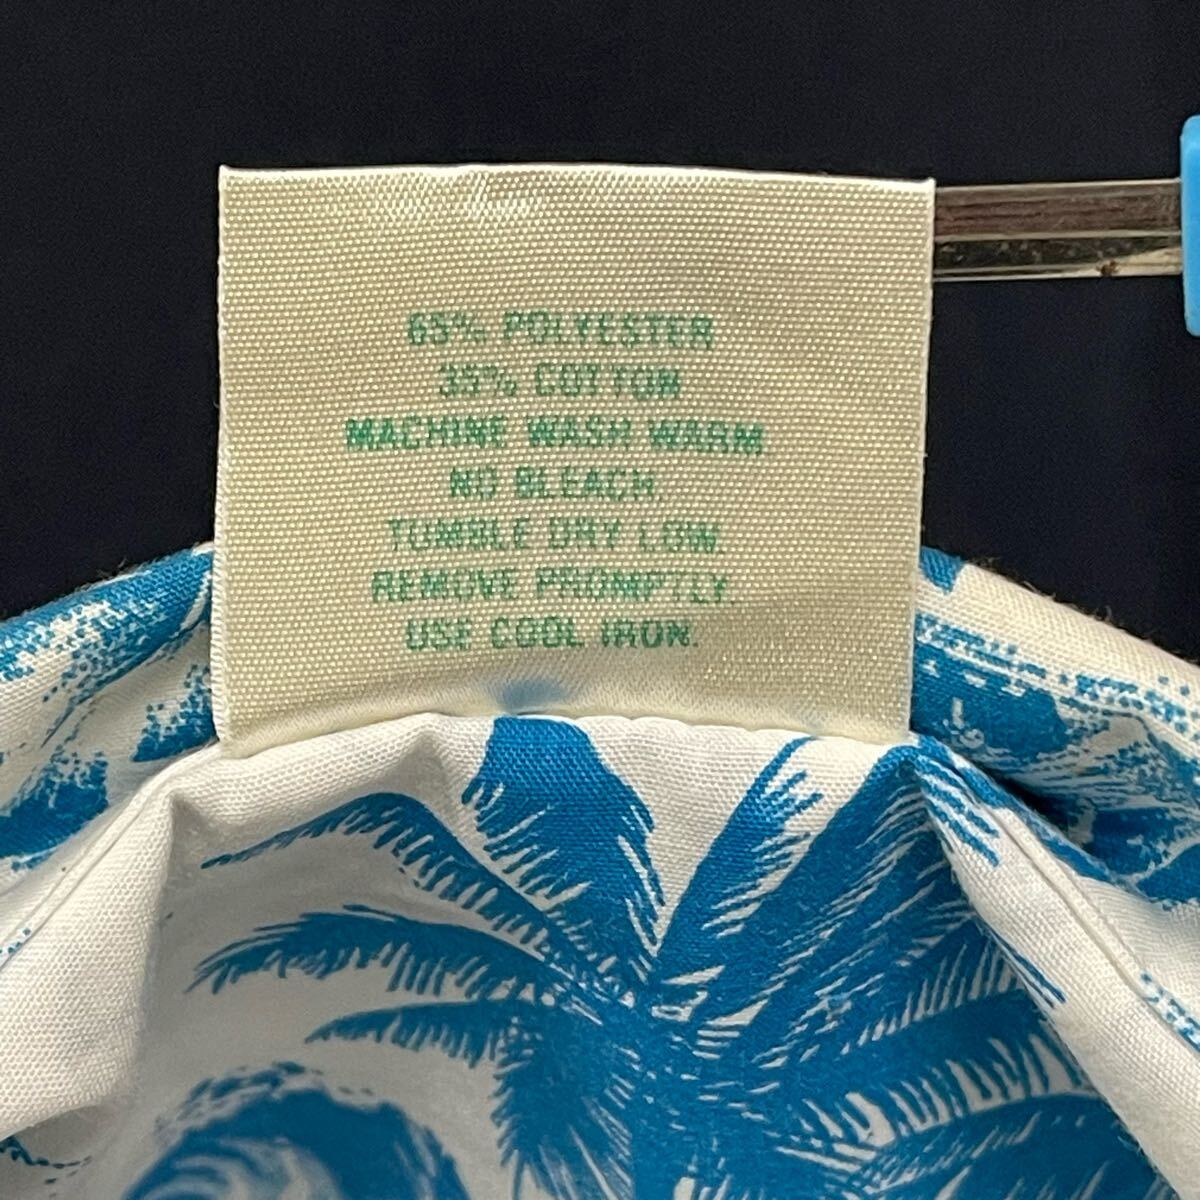 65% POLYESTER
35% COTTON
MACHINE WASH WARM.
NO BLEACH.
TUMBLE DRY LOW.
REMOVE PROMPTLY.
USE COOL IRON.